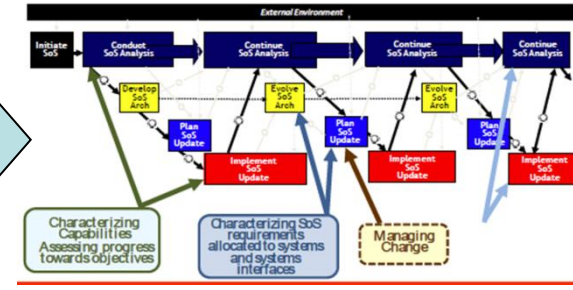 External Environment
Initiate
SoS
Conduct
SoS Analysis
Continue
SoS Analysis
Continue
SoS Analysis
Continue
SoS Analysis
Develop
SoS
Arch
Evolve
SoS
Arch
Evolve
SoS
Arch
Plan
SoS
Update
Plan
SoS
Update
Plan
SoS
Update
Implement
SoS
Update
Implement
SoS
Update
Implement
SoS
Update
Characterizing
Capabilities
Assessing progress
towards objectives
Characterizing SoS
requirements
allocated to systems
and systems
interfaces
Managing
Change